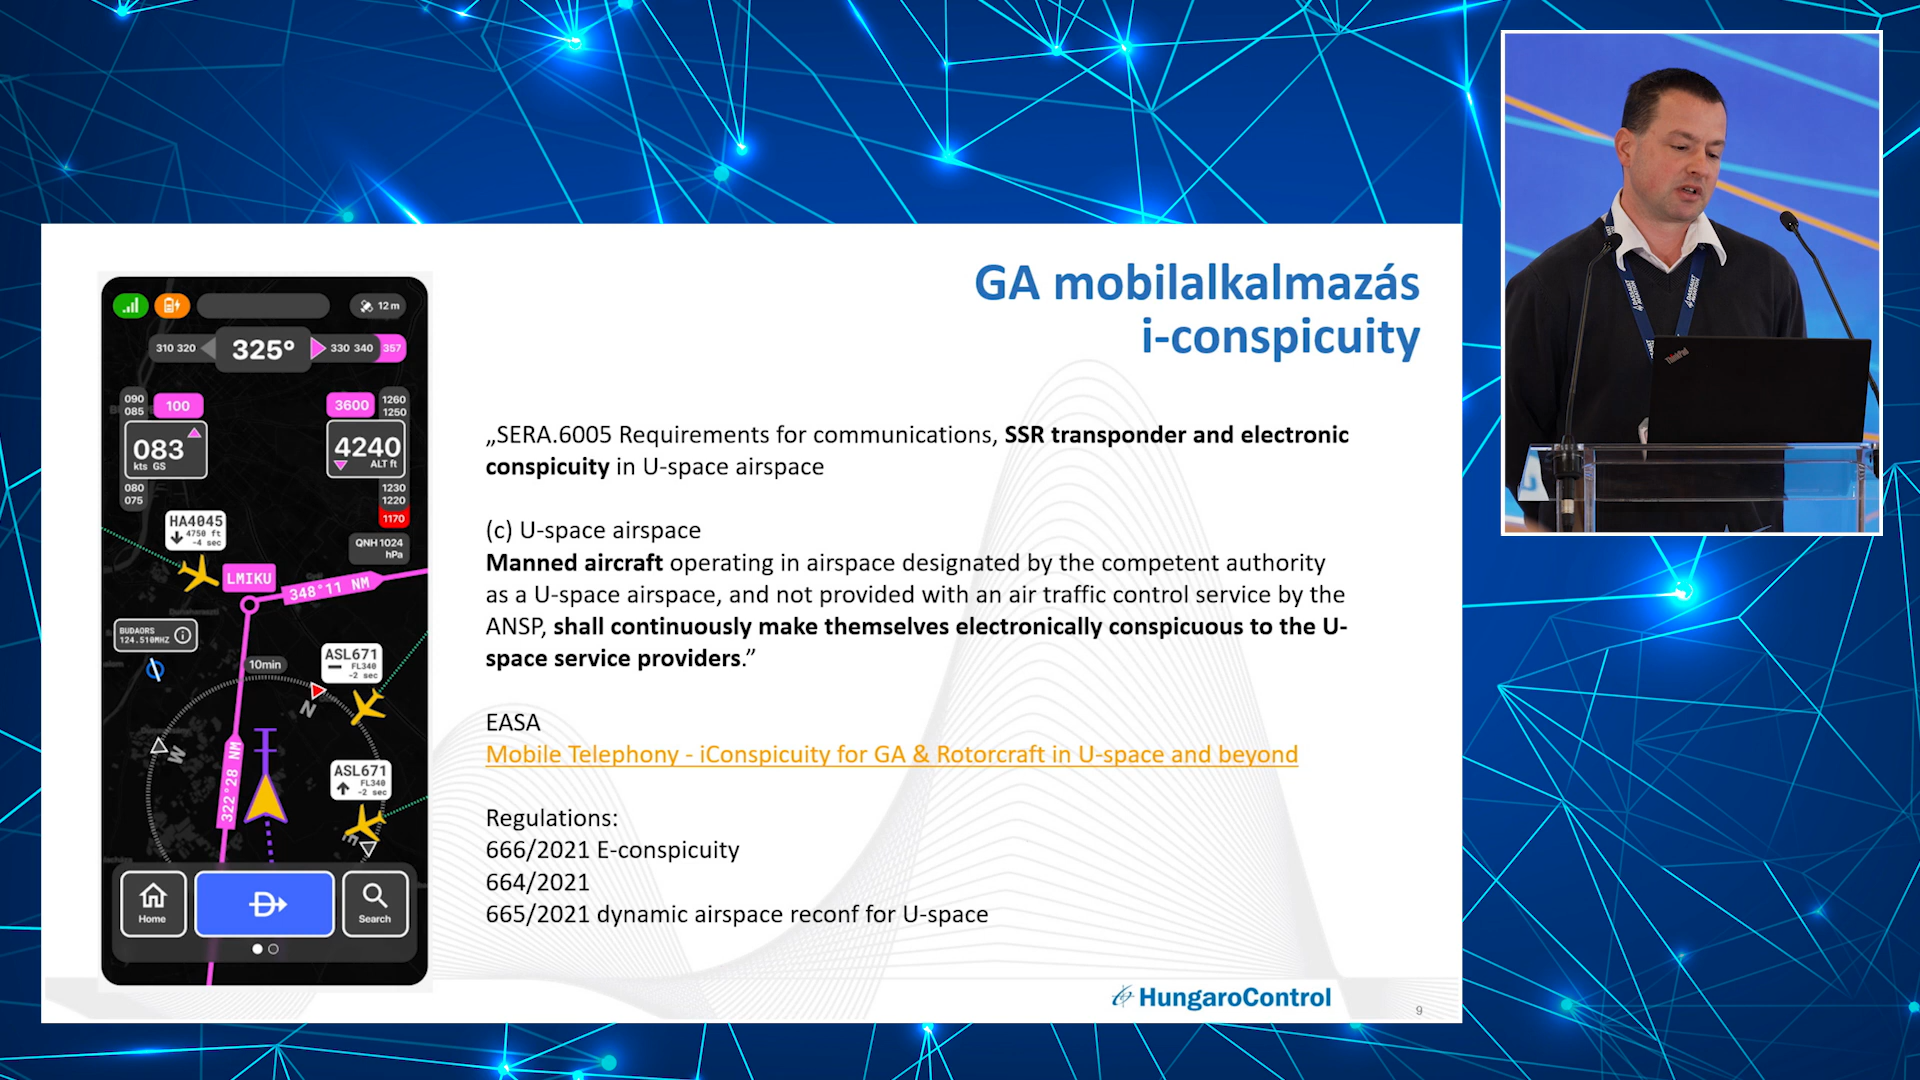 GA mobilalkalmazás
i-conspicuity
12 m
310 320
325°
330 340
357
090
085
100
083
kts GS
080
075
3600
1260
1250
4240
ALT ft
1230
1220
1170
QNH 1024
hPa
HA4045
4750 ft
-4 sec
LMIKU
348°11 NM
BUDAORS
124.510MHZ
10min
ASL671
FL340
-2 sec
N
W
322°28 NM
ASL671
FL340
-2 sec
E
Home
Search
„SERA.6005 Requirements for communications, SSR transponder and electronic
conspicuity in U-space airspace
(c) U-space airspace
Manned aircraft operating in airspace designated by the competent authority
as a U-space airspace, and not provided with an air traffic control service by the
ANSP, shall continuously make themselves electronically conspicuous to the U-
space service providers.”
EASA
Mobile Telephony - iConspicuity for GA & Rotorcraft in U-space and beyond
Regulations:
666/2021 E-conspicuity
664/2021
665/2021 dynamic airspace reconf for U-space
HungaroControl
9
ThinkPad